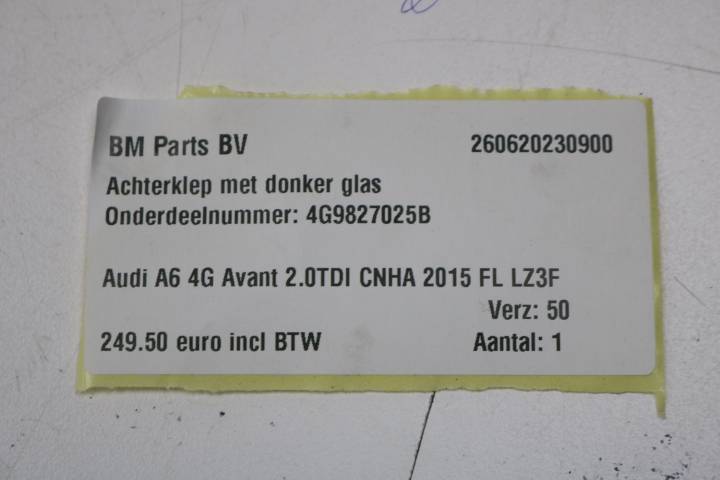 BM Parts BV 260620230900
Achterklep met donker glas
Onderdeelnummer: 4G9827025B
Audi A6 4G Avant 2.0TDI CNHA 2015 FL LZ3F
Verz: 50
249.50 euro incl BTW Aantal: 1